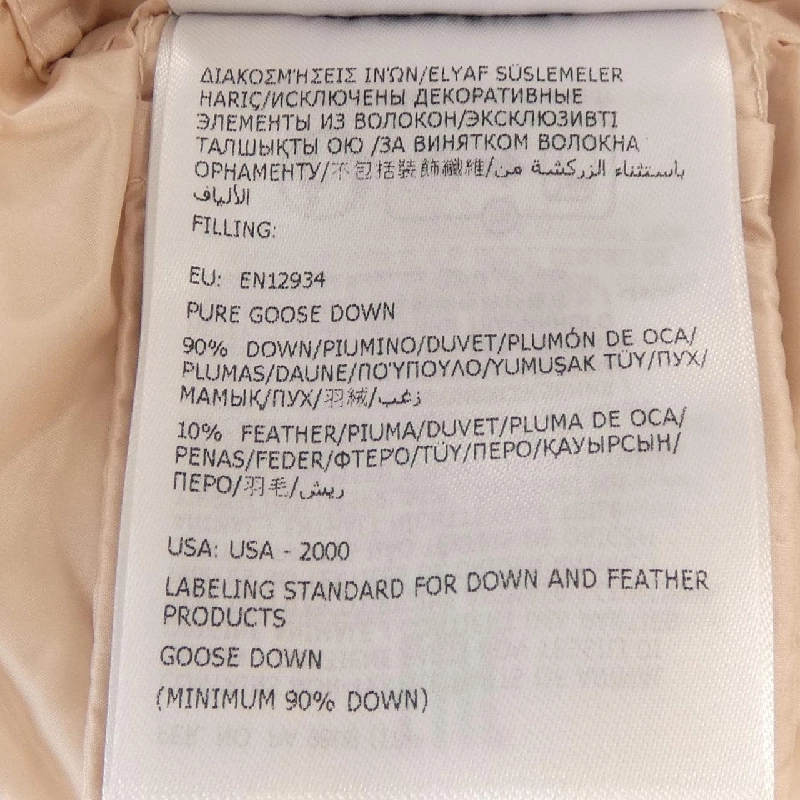 ΔΙΑΚΟΣΜΉΣΕΙΣ ΙΝΏΝ/ELYAF SÜSLEMELER
HARIÇ/ИСКЛЮЧЕНЫ ДЕКОРАТИВНЫЕ
ЭЛЕМЕНТЫ ИЗ ВОЛОКОН/ЭКСКЛЮЗИВТІ
ТАЛШЫҚТЫ ОЮ /ЗА ВИНЯТКОМ ВОЛОКНА
ОРНАМЕНТУ/不包括裝飾纖維/باستثناء الزركشة من
الألياف
FILLING:
EU: EN12934
PURE GOOSE DOWN
90% DOWN/PIUMINO/DUVET/PLUMÓN DE OCA/
PLUMAS/DAUNE/ΠΟΎΠΟΥΛΟ/YUMUŞAK TÜY/ПУХ/
МАМЫҚ/ПУХ/羽絨/زغب
10% FEATHER/PIUMA/DUVET/PLUMA DE OCA/
PENAS/FEDER/ΦΤΕΡΌ/TÜY/ПЕРО/ҚАУЫРСЫН/
ПЕРО/羽毛/ريش
USA: USA - 2000
LABELING STANDARD FOR DOWN AND FEATHER
PRODUCTS
GOOSE DOWN
(MINIMUM 90% DOWN)